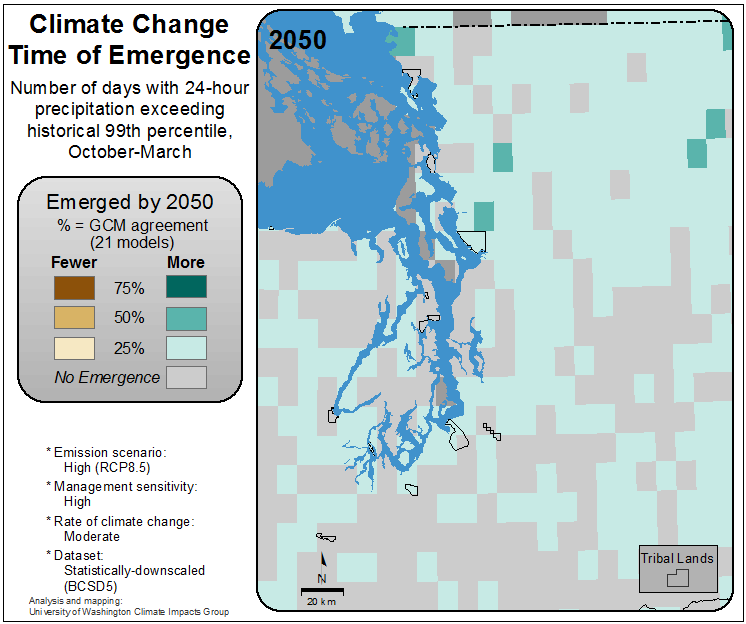 Climate Change
Time of Emergence
Number of days with 24-hour
precipitation exceeding
historical 99th percentile,
October-March
Emerged by 2050
% = GCM agreement
(21 models)
Fewer More
75%
50%
25%
No Emergence
* Emission scenario:
High (RCP8.5)
* Management sensitivity:
High
* Rate of climate change:
Moderate
* Dataset:
Statistically-downscaled
(BCSD5)
Analysis and mapping:
University of Washington Climate Impacts Group
2050
N
20 km
Tribal Lands